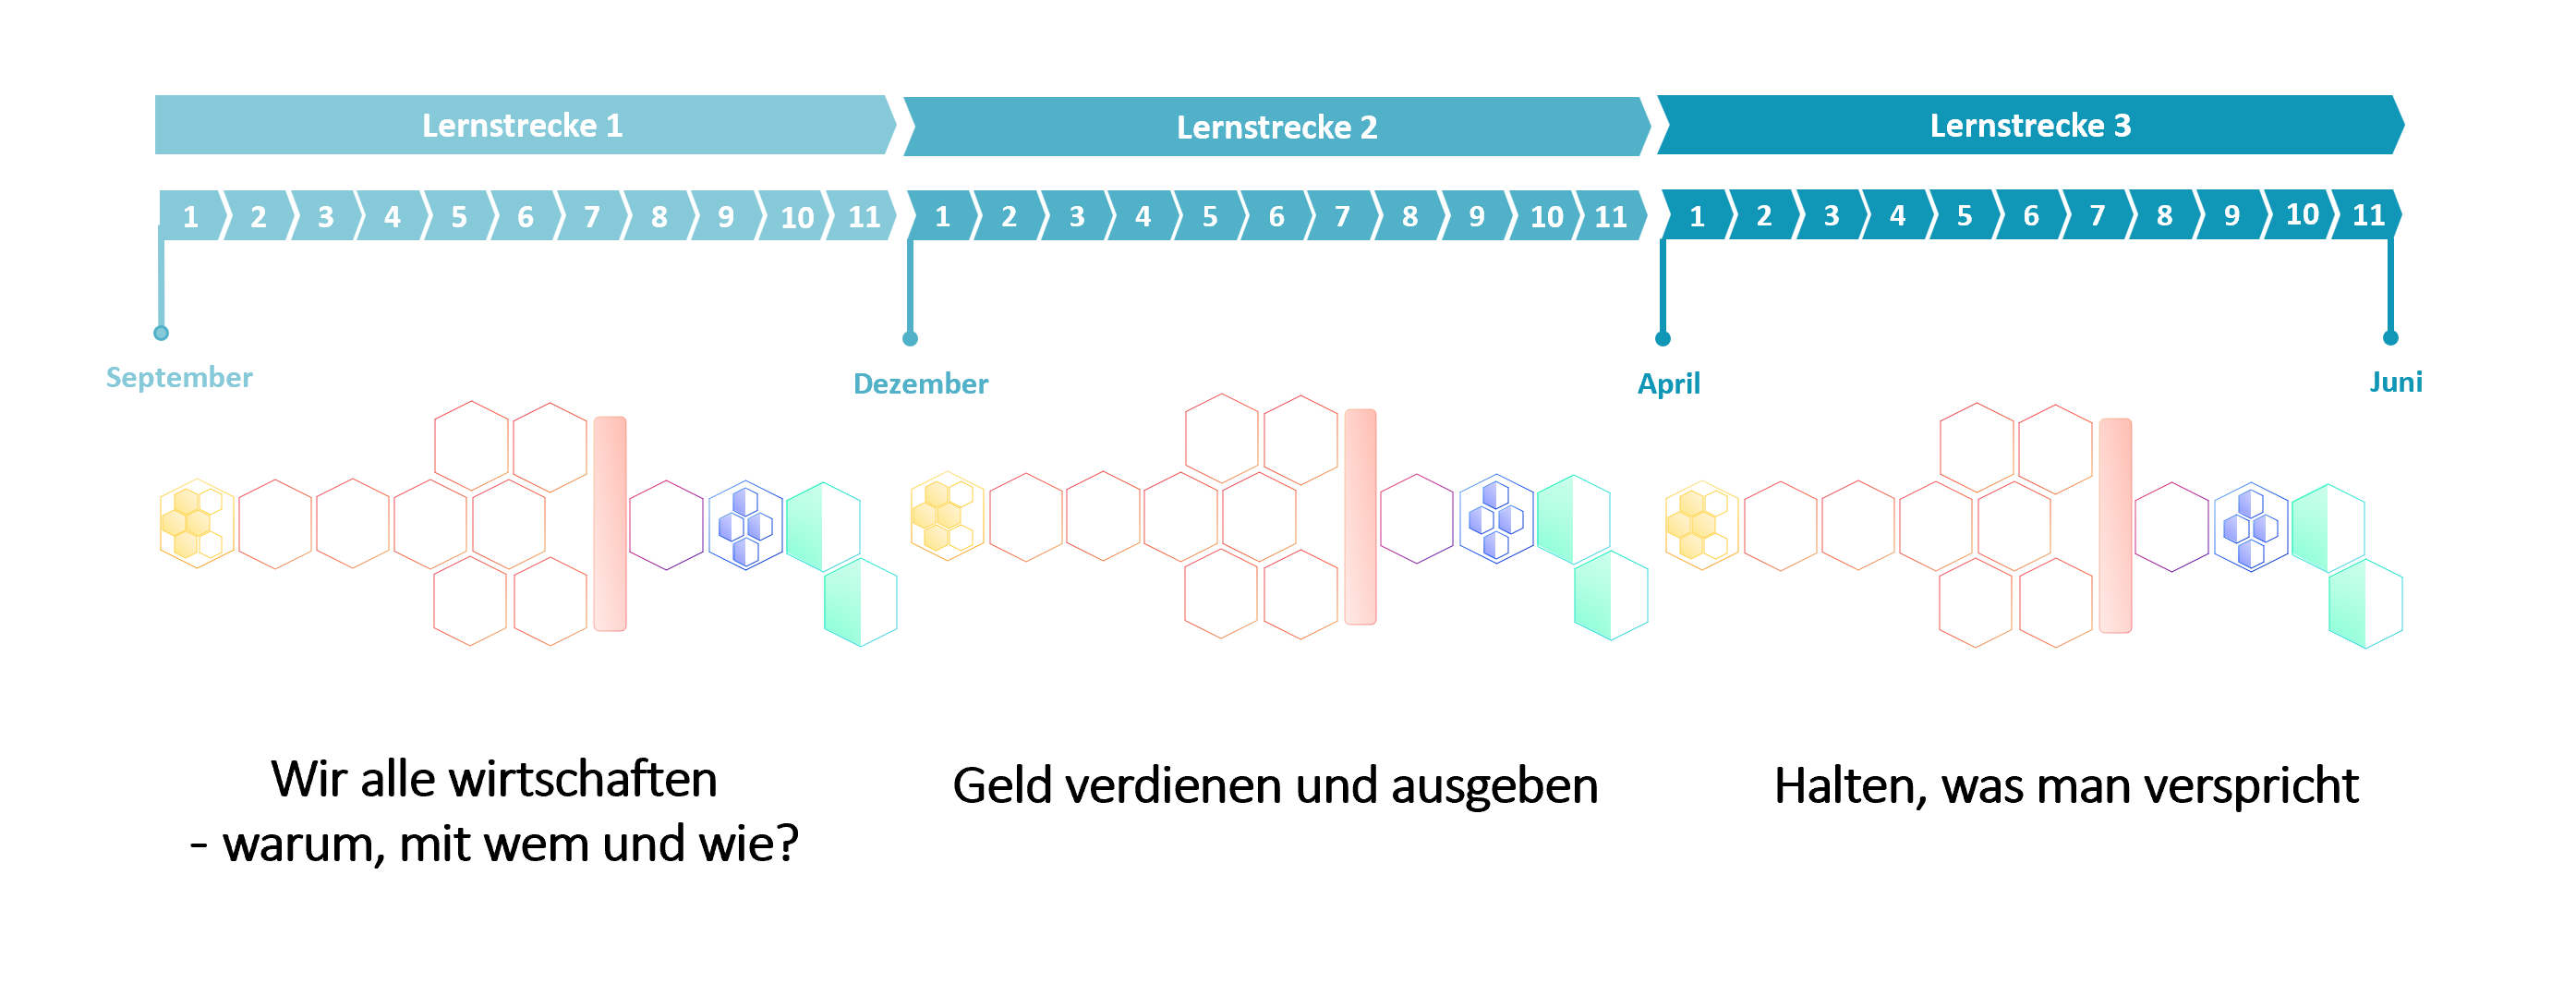 Lernstrecke 1
Lernstrecke 2
Lernstrecke 3
1 2 3 4 5 6 7 8 9 10 11
1 2 3 4 5 6 7 8 9 10 11
1 2 3 4 5 6 7 8 9 10 11
September
Dezember
April
Juni
Wir alle wirtschaften
- warum, mit wem und wie?
Geld verdienen und ausgeben
Halten, was man verspricht